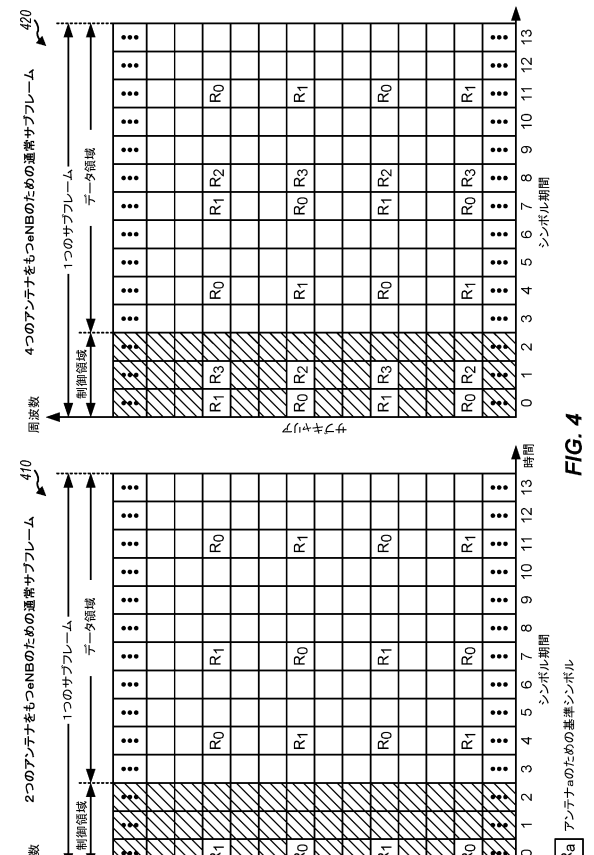 2つのアンテナをもつeNBのための通常サブフレーム
410
数
1つのサブフレーム
制御領域
データ領域
R1 R0 R1 R0
R0 R1 R0 R1
R1 R0 R1 R0
R0 R1 R0 R1
0 1 2 3 4 5 6 7 8 9 10 11 12 13
時間
シンボル期間
4つのアンテナをもつeNBのための通常サブフレーム
420
周波数
1つのサブフレーム
制御領域
データ領域
サブキャリア
R1 R3 R0 R1 R2 R0
R0 R2 R1 R0 R3 R1
R1 R3 R0 R1 R2 R0
R0 R2 R1 R0 R3 R1
0 1 2 3 4 5 6 7 8 9 10 11 12 13
シンボル期間
Ra アンテナaのための基準シンボル
FIG. 4